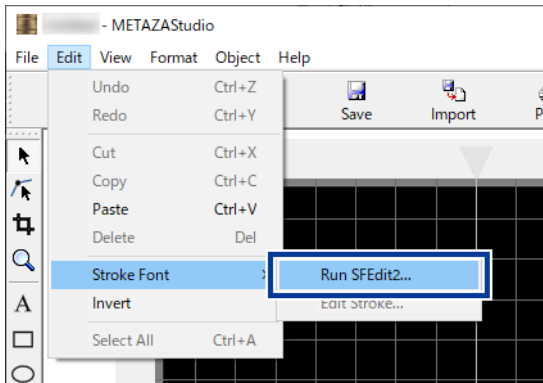 - METAZAStudio
File Edit View Format Object Help
Undo Ctrl+Z
Redo Ctrl+Y
Save Import P
Cut Ctrl+X
Copy Ctrl+C
Paste Ctrl+V
Delete Del
Stroke Font Run SFEdit2...
Invert Edit Stroke...
Select All Ctrl+A
A